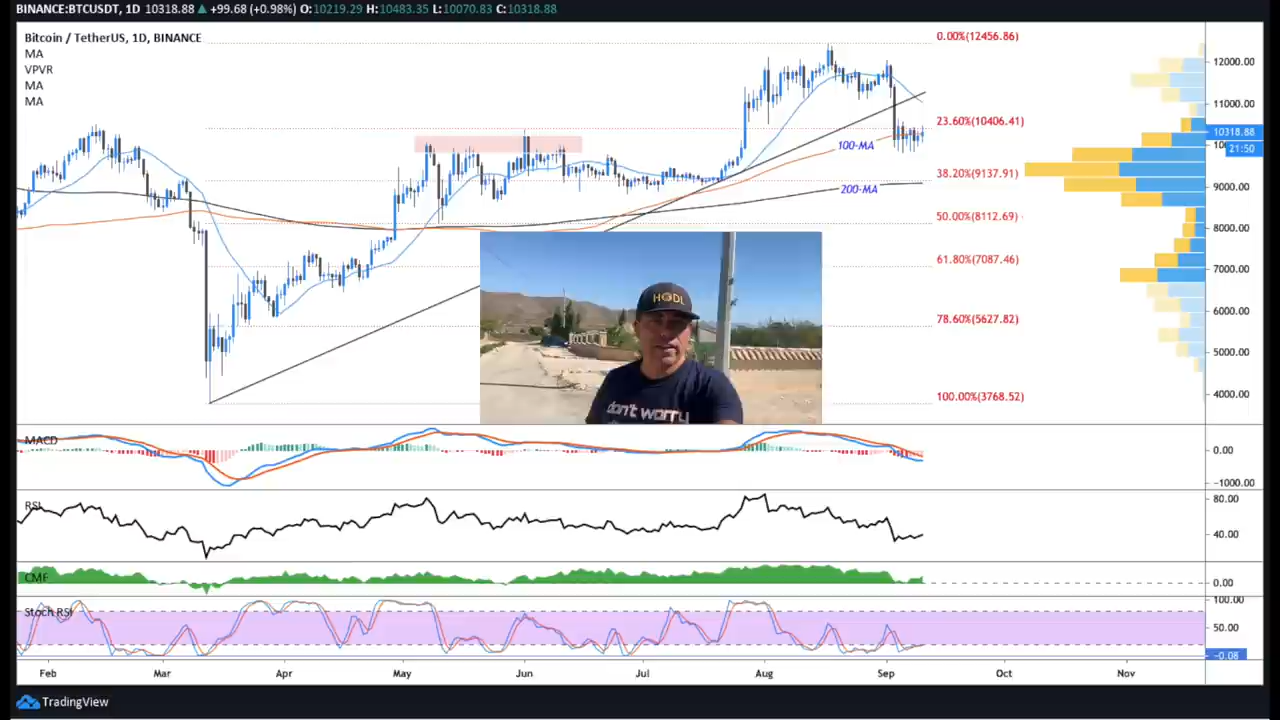 BINANCE:BTCUSDT, 1D 10318.88 ▲ +99.68 (+0.98%) O:10219.29 H:10483.35 L:10070.83 C:10318.88
Bitcoin / TetherUS, 1D, BINANCE
MA
VPVR
MA
MA
0.00%(12456.86)
23.60%(10406.41)
38.20%(9137.91)
50.00%(8112.69)
61.80%(7087.46)
78.60%(5627.82)
100.00%(3768.52)
100-MA
200-MA
12000.00
11000.00
10318.88
21:50
9000.00
8000.00
7000.00
6000.00
5000.00
4000.00
HODL
don't worry
MACD
0.00
-1000.00
RSI
80.00
40.00
CMF
0.00
Stoch RSI
100.00
50.00
-0.08
Feb Mar Apr May Jun Jul Aug Sep Oct Nov
TradingView